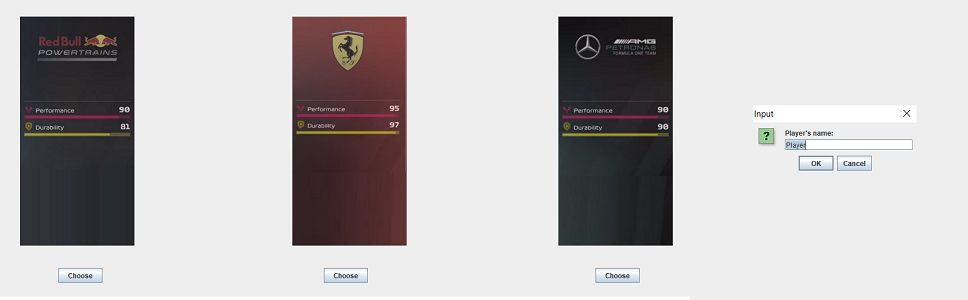 Red Bull
POWERTRAINS
Performance 90
Durability 81
Choose
Performance 95
Durability 97
Choose
AMG
PETRONAS
FORMULA ONE TEAM
Performance 90
Durability 90
Choose
Input
Player's name:
Player
OK Cancel